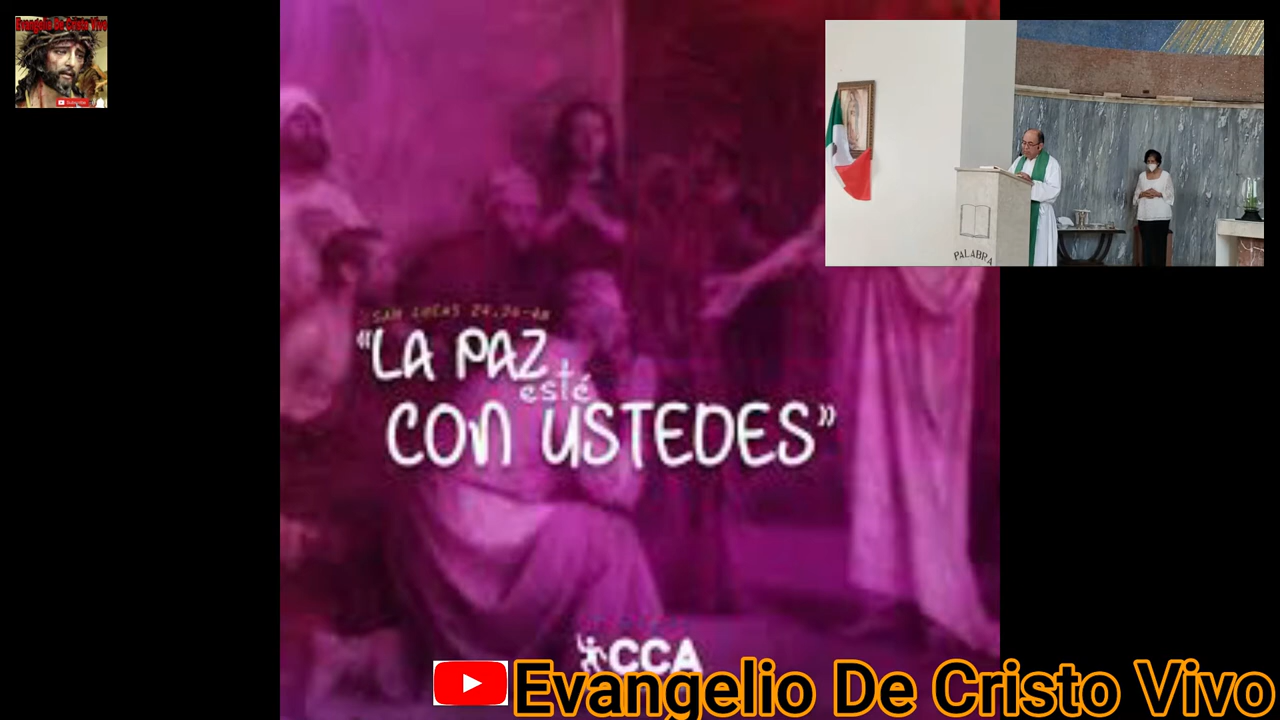 Evangelio De Cristo Vivo
Subscribe
PALABRA
SAN LUCAS 24,36-48
"LA PAZ
esté
CON USTEDES"
CCA
Evangelio De Cristo Vivo